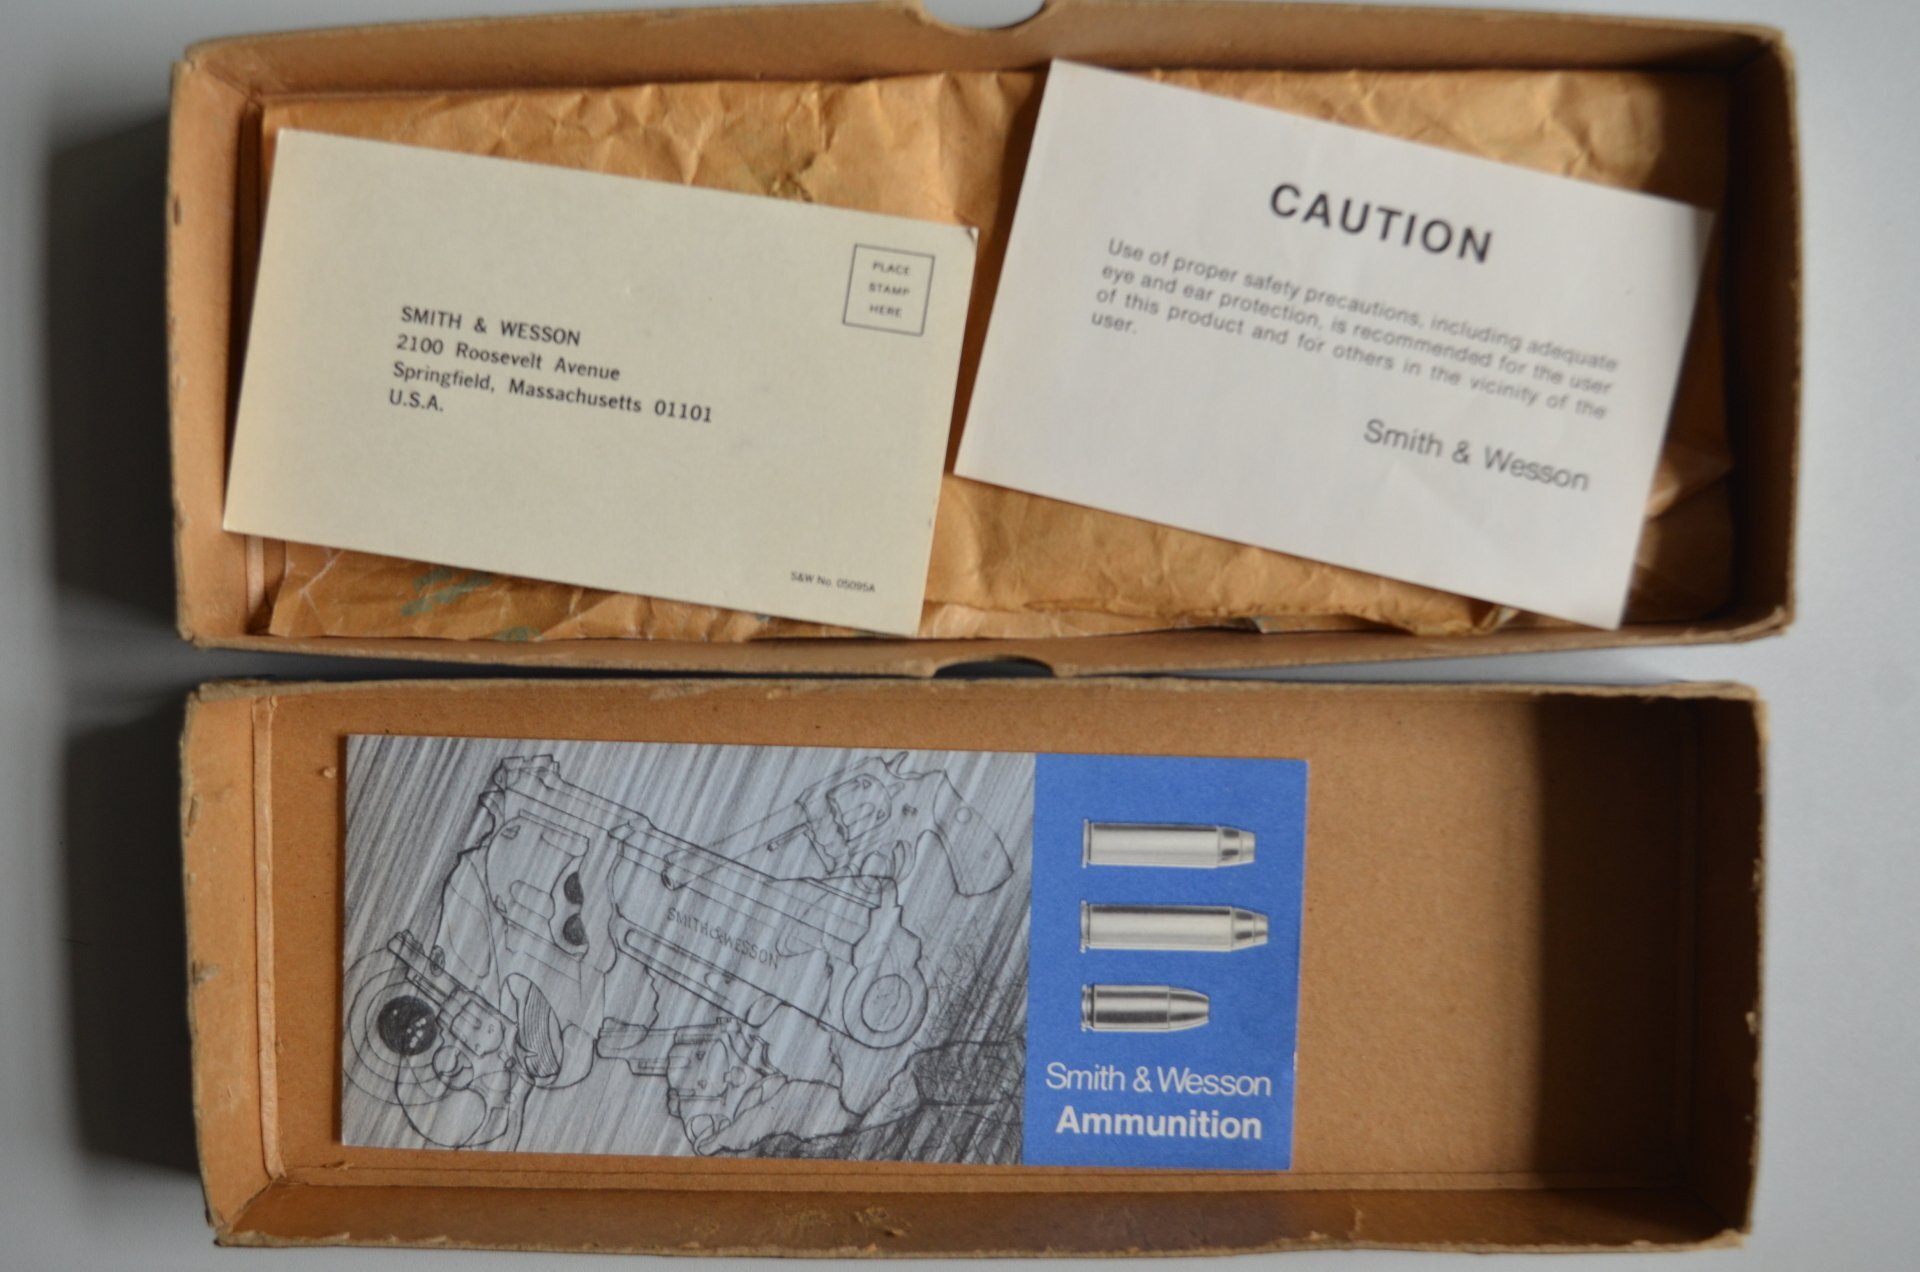 SMITH & WESSON
2100 Roosevelt Avenue
Springfield, Massachusetts 01101
U.S.A.
PLACE
STAMP
HERE
S&W No. 05095A
CAUTION
Use of proper safety precautions, including adequate
eye and ear protection, is recommended for the user
of this product and for others in the vicinity of the
user.
Smith & Wesson
SMITH & WESSON
Smith & Wesson
Ammunition